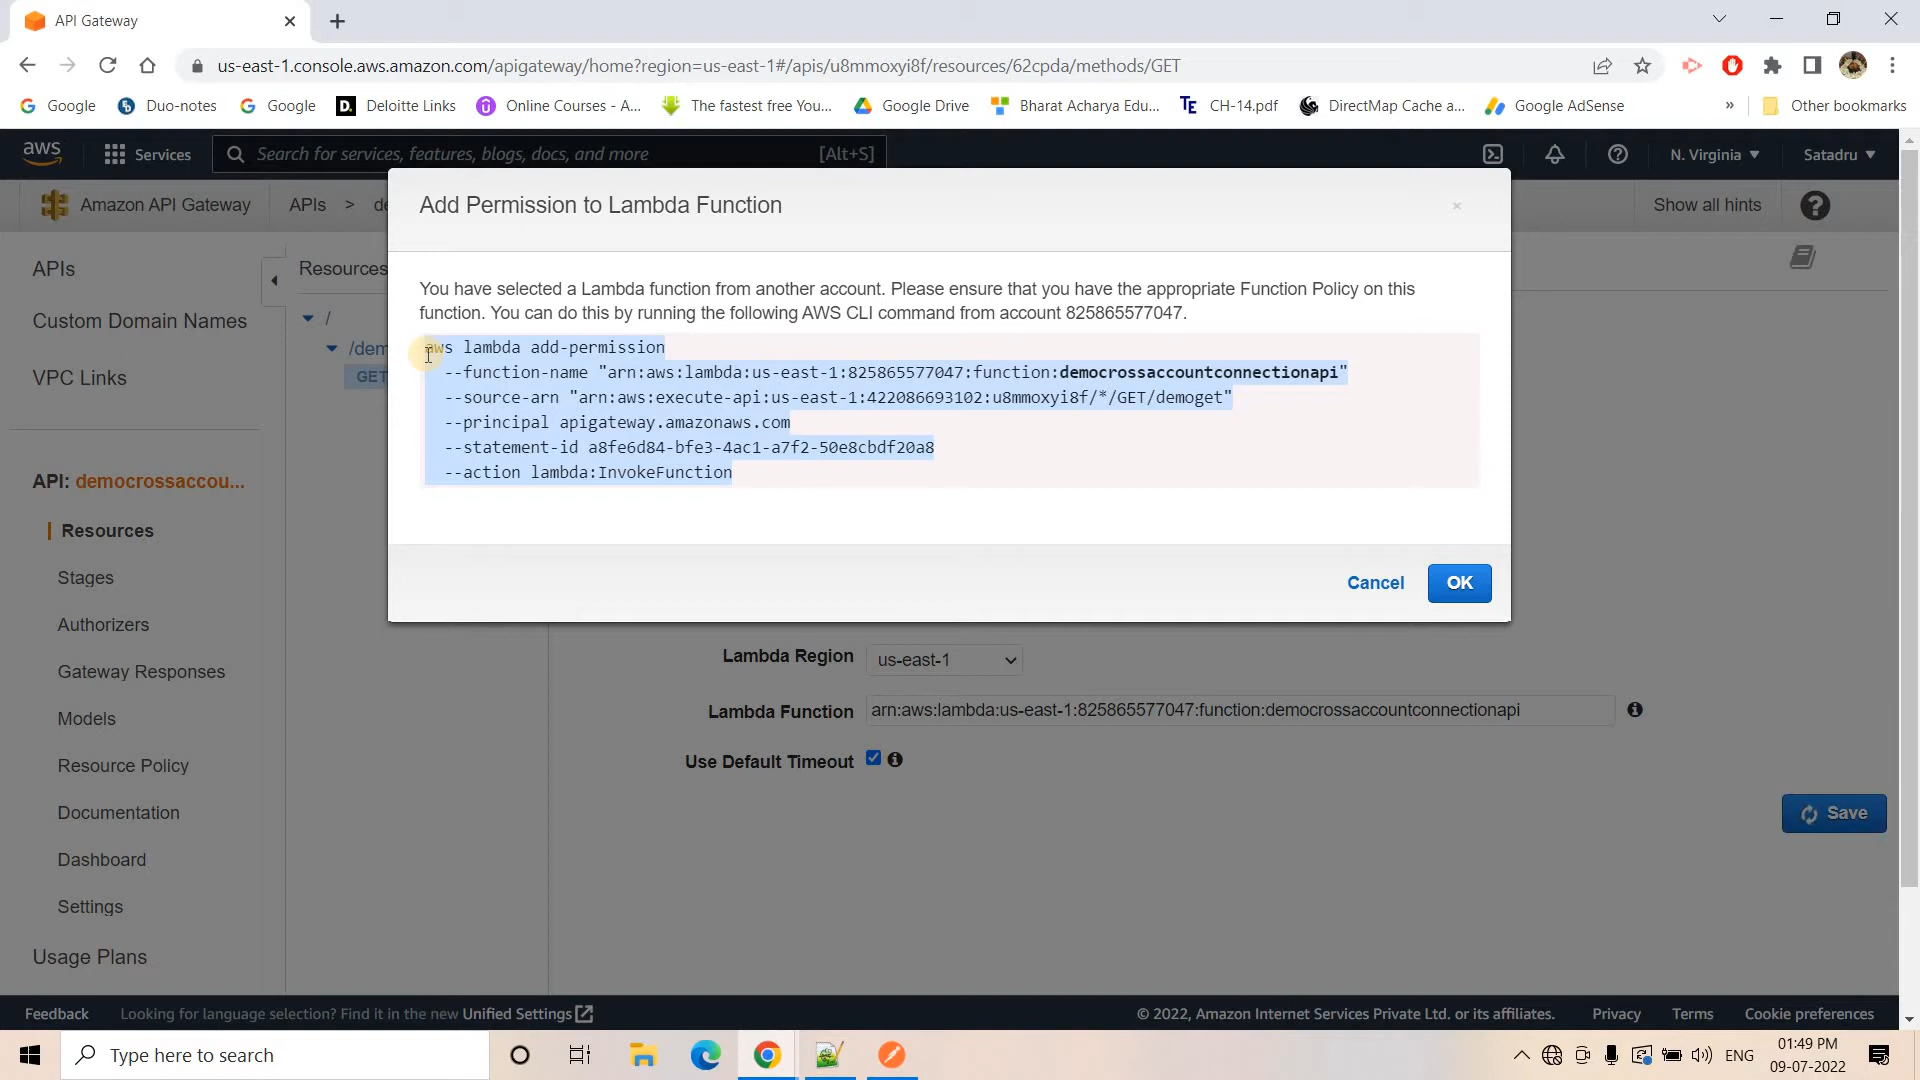 API Gateway
us-east-1.console.aws.amazon.com/apigateway/home?region=us-east-1#/apis/u8mmoxyi8f/resources/62cpda/methods/GET
Google Duo-notes Google D. Deloitte Links Online Courses - A... The fastest free You... Google Drive Bharat Acharya Edu... TE CH-14.pdf DirectMap Cache a... Google AdSense » Other bookmarks
aws Services Search for services, features, blogs, docs, and more [Alt+S] N. Virginia Satadru
Amazon API Gateway APIs > de Show all hints
Add Permission to Lambda Function
You have selected a Lambda function from another account. Please ensure that you have the appropriate Function Policy on this
function. You can do this by running the following AWS CLI command from account 825865577047.
aws lambda add-permission
--function-name "arn:aws:lambda:us-east-1:825865577047:function:democrossaccountconnectionapi"
--source-arn "arn:aws:execute-api:us-east-1:422086693102:u8mmoxyi8f/*/GET/demoget"
--principal apigateway.amazonaws.com
--statement-id a8fe6d84-bfe3-4ac1-a7f2-50e8cbdf20a8
--action lambda:InvokeFunction
Cancel OK
APIs
Custom Domain Names
VPC Links
API: democrossaccou...
Resources
Stages
Authorizers
Gateway Responses
Models
Resource Policy
Documentation
Dashboard
Settings
Usage Plans
Resources
/
/dem
GET
Lambda Region us-east-1
Lambda Function arn:aws:lambda:us-east-1:825865577047:function:democrossaccountconnectionapi
Use Default Timeout
Save
Feedback Looking for language selection? Find it in the new Unified Settings © 2022, Amazon Internet Services Private Ltd. or its affiliates. Privacy Terms Cookie preferences
Type here to search
ENG
01:49 PM
09-07-2022